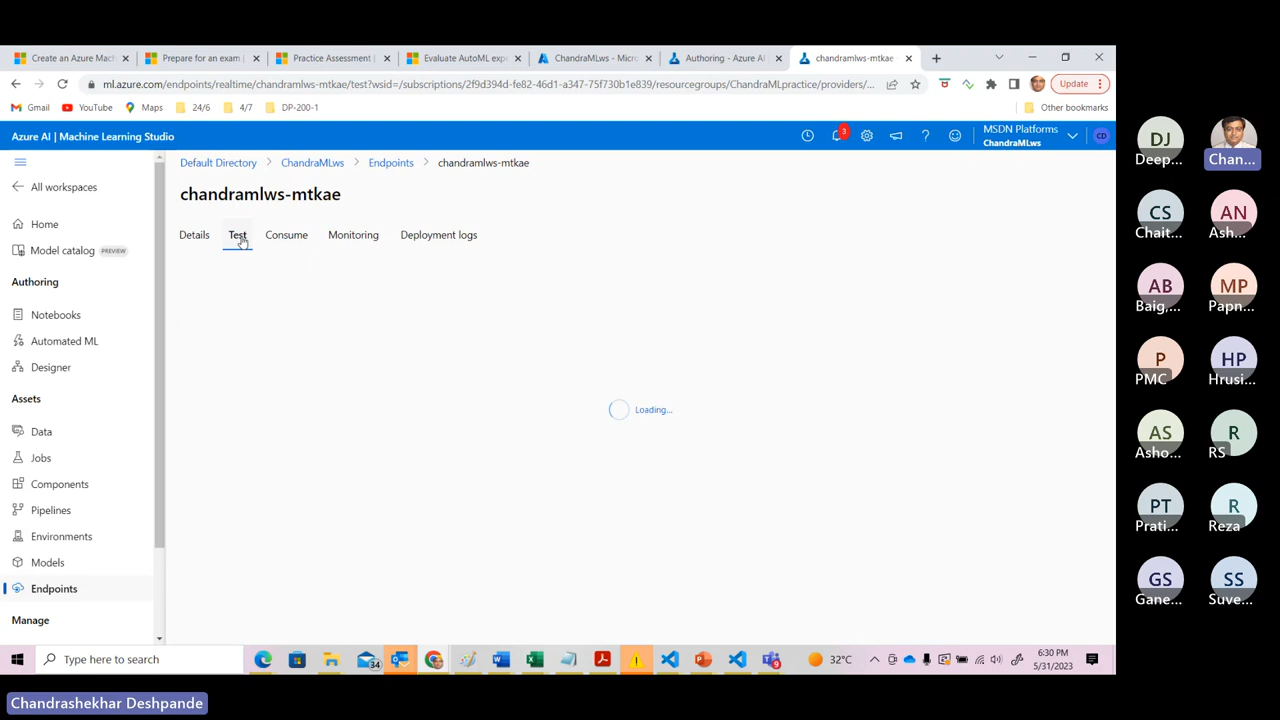 Create an Azure Mach
Prepare for an exam |
Practice Assessment |
Evaluate AutoML expe
ChandraMLws - Micro
Authoring - Azure AI
chandramlws-mtkae
ml.azure.com/endpoints/realtime/chandramlws-mtkae/test?wsid=/subscriptions/2f9d394d-fe82-46d1-a347-75f730b1e839/resourcegroups/ChandraMLpractice/providers/...
Update
Gmail
YouTube
Maps
24/6
4/7
DP-200-1
Other bookmarks
Azure AI | Machine Learning Studio
3
MSDN Platforms
ChandraMLws
CD
Default Directory > ChandraMLws > Endpoints > chandramlws-mtkae
All workspaces
chandramlws-mtkae
Home
Details
Test
Consume
Monitoring
Deployment logs
Model catalog PREVIEW
Authoring
Notebooks
Automated ML
Designer
Assets
Data
Jobs
Components
Pipelines
Environments
Models
Endpoints
Manage
Loading...
Type here to search
34
9
32°C
6:30 PM
5/31/2023
DJ
Deep...
Chan...
CS
Chait...
AN
Ash...
AB
Baig,...
MP
Papn...
P
PMC
HP
Hrusi...
AS
Asho...
R
RS
PT
Prati...
R
Reza
GS
Gane...
SS
Suve...
Chandrashekhar Deshpande